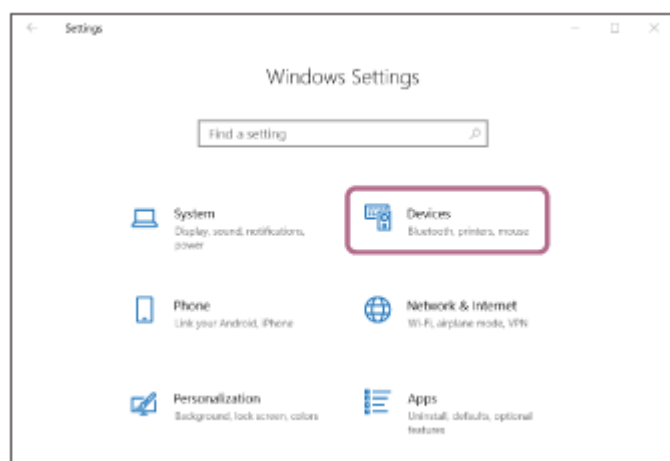 Settings
Windows Settings
Find a setting
System
Display, sound, notifications,
power
Devices
Bluetooth, printers, mouse
Phone
Link your Android, iPhone
Network & Internet
Wi-Fi, airplane mode, VPN
Personalization
Background, lock screen, colors
Apps
Uninstall, defaults, optional
features